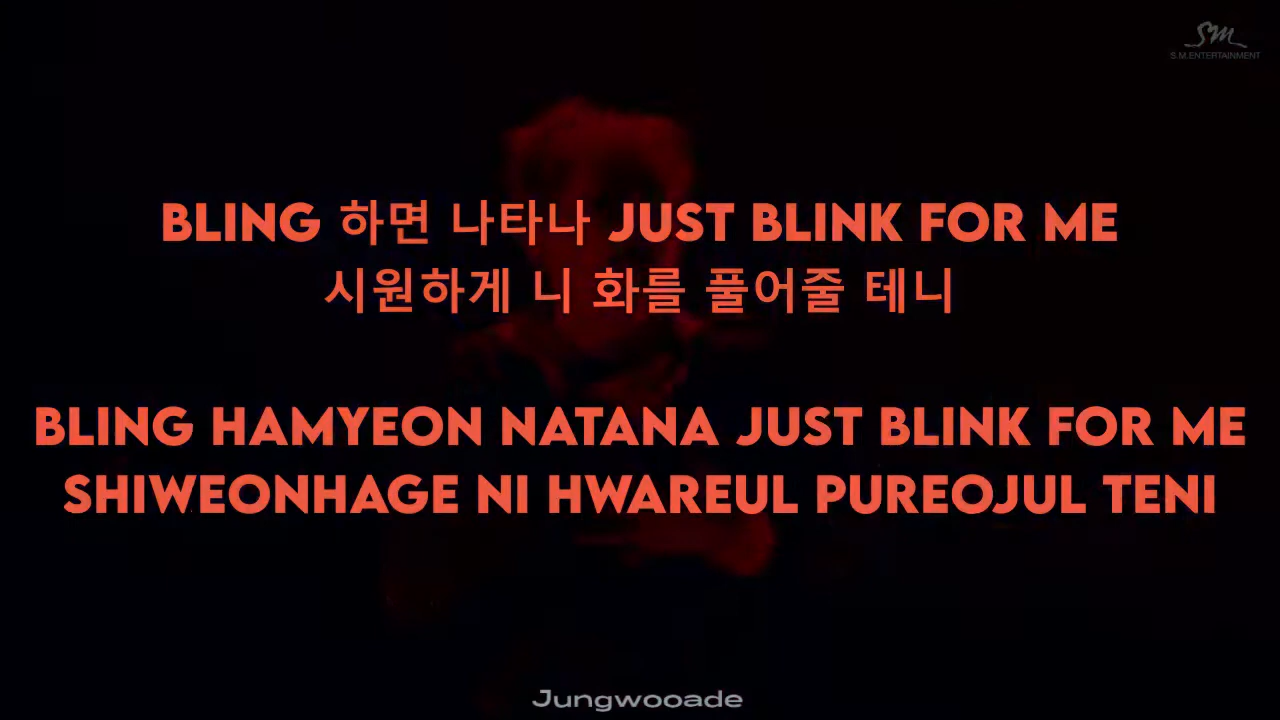 SM
S.M.ENTERTAINMENT
BLING 하면 나타나 JUST BLINK FOR ME
시원하게 니 화를 풀어줄 테니
BLING HAMYEON NATANA JUST BLINK FOR ME
SHIWEONHAGE NI HWAREUL PUREOJUL TENI
Jungwooade